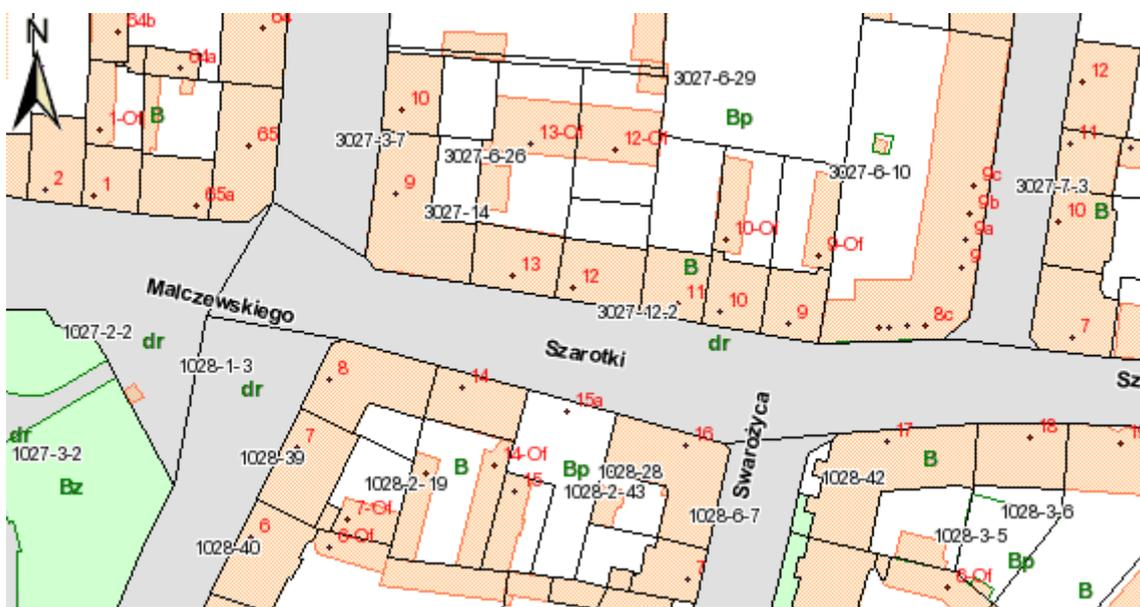 N
64b
64
64a
12
3027-6-29
10
1-Of
B
Bp
13-Of
12-Of
11
65
3027-3-7
3027-6-26
3027-6-10
9c
3027-7-3
2
1
65a
9
9b
3027-14
10
B
9a
10-Of
9-Of
9
13
12
B
11
10
9
8c
7
Malczewskiego
3027-12-2
1027-2-2
dr
Szarotki
dr
1028-1-3
8
14
Sz
dr
15a
Swarożyca
dr
7
16
17
18
1027-3-2
1028-39
14-Of
B
Bp
1028-28
B
Bz
1028-2-19
15
1028-2-43
1028-42
7-Of
1028-6-7
1028-3-6
6
6-Of
1028-3-5
1028-40
Bp
7
6-Of
B